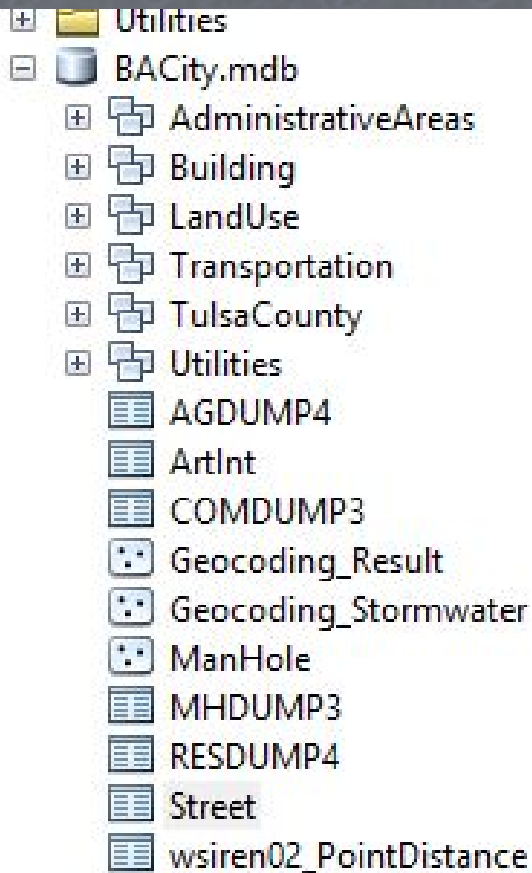 Utilities
BACity.mdb
AdministrativeAreas
Building
LandUse
Transportation
TulsaCounty
Utilities
AGDUMP4
ArtInt
COMDUMP3
Geocoding_Result
Geocoding_Stormwater
ManHole
MHDUMP3
RESDUMP4
Street
wsiren02_PointDistance